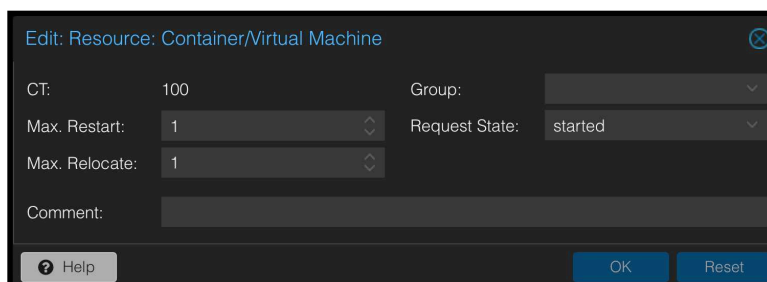 Edit: Resource: Container/Virtual Machine
CT: 100 Group:
Max. Restart: 1 Request State: started
Max. Relocate: 1
Comment:
Help OK Reset